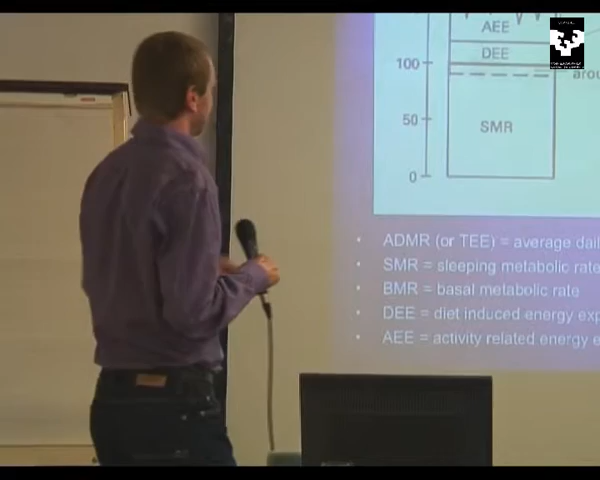 AEE
DEE
100
arou
50
SMR
0
• ADMR (or TEE) = average dail
• SMR = sleeping metabolic rate
• BMR = basal metabolic rate
• DEE = diet induced energy exp
• AEE = activity related energy e